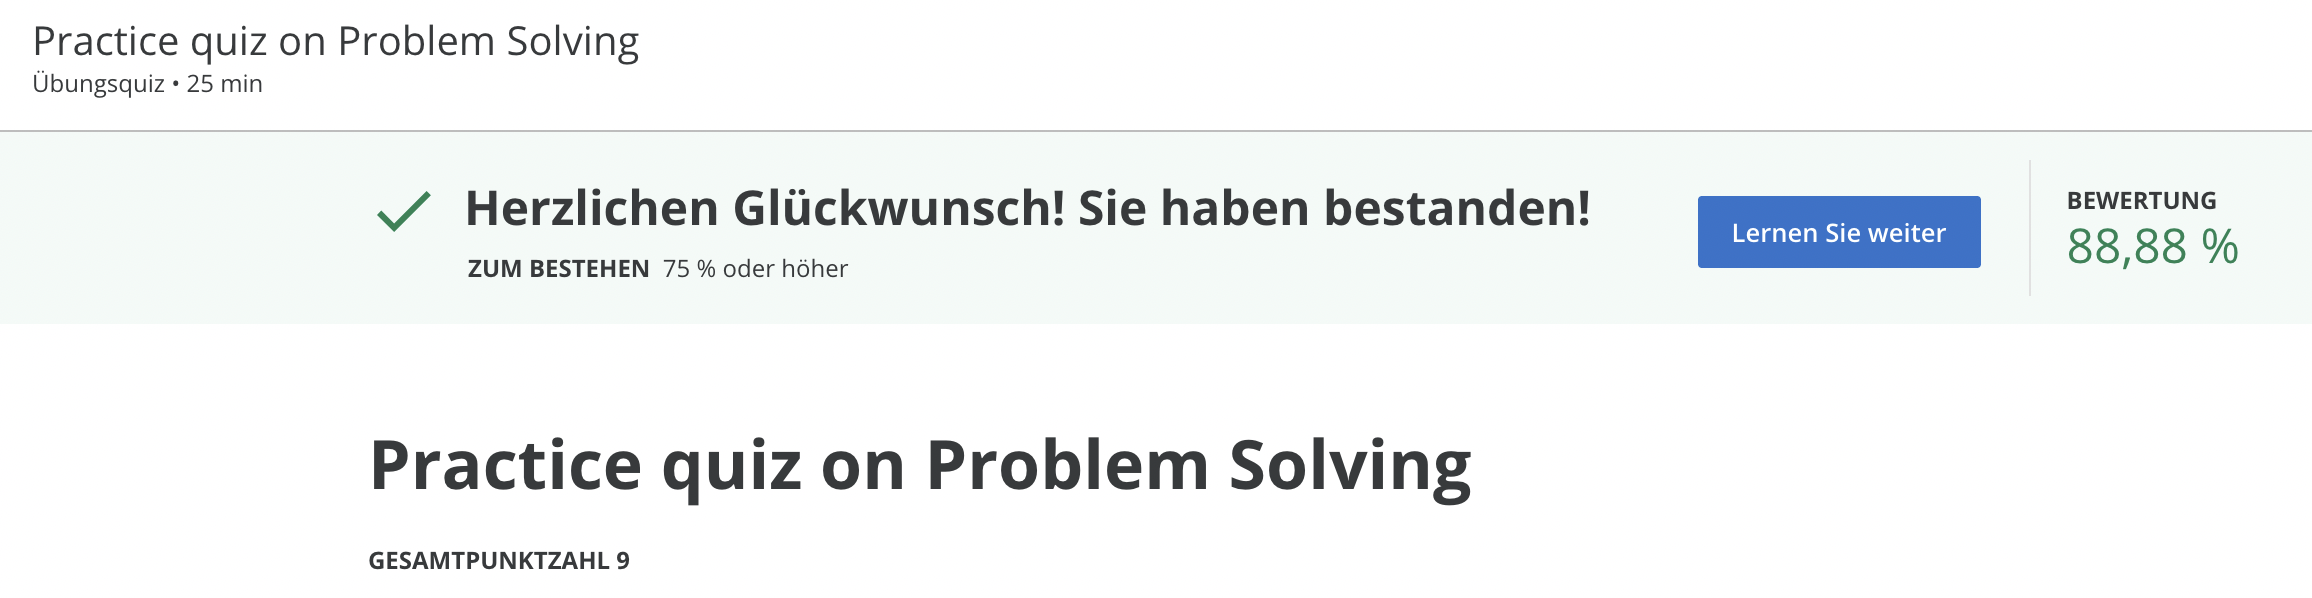 Practice quiz on Problem Solving
Übungsquiz • 25 min
Herzlichen Glückwunsch! Sie haben bestanden!
ZUM BESTEHEN 75 % oder höher
Lernen Sie weiter
BEWERTUNG
88,88 %
Practice quiz on Problem Solving
GESAMTPUNKTZAHL 9